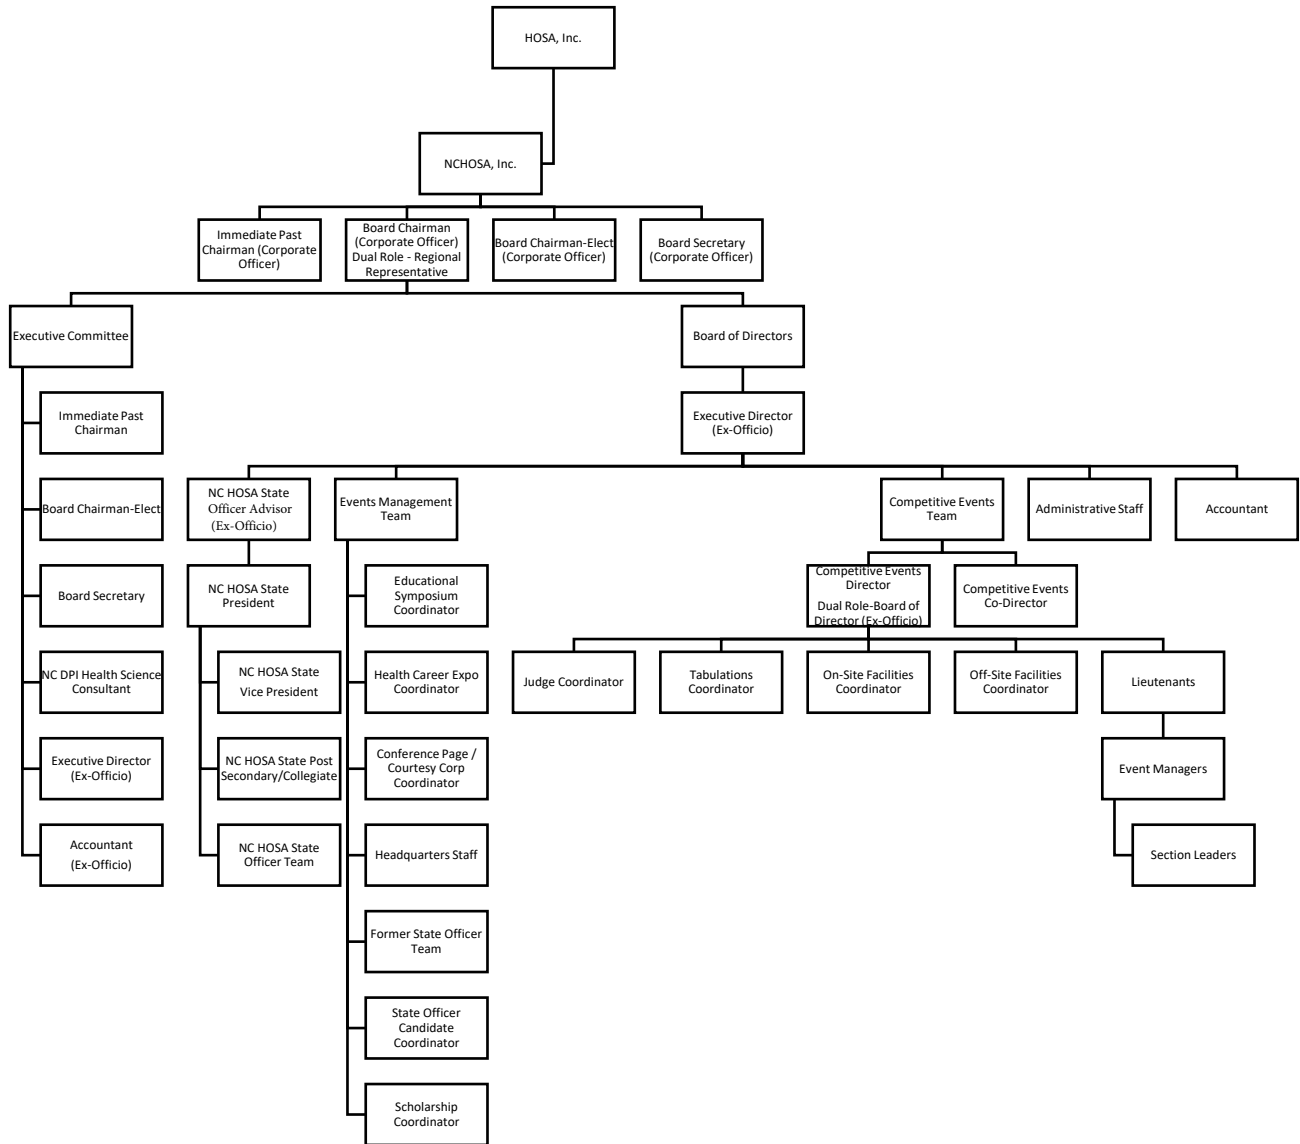 HOSA, Inc.
NCHOSA, Inc.
Immediate Past
Chairman (Corporate
Officer)
Board Chairman
(Corporate Officer)
Dual Role - Regional
Representative
Board Chairman-Elect
(Corporate Officer)
Board Secretary
(Corporate Officer)
Executive Committee
Board of Directors
Immediate Past
Chairman
Executive Director
(Ex-Officio)
Board Chairman-Elect
NC HOSA State
Officer Advisor
(Ex-Officio)
Events Management
Team
Competitive Events
Team
Administrative Staff
Accountant
Board Secretary
NC HOSA State
President
Educational
Symposium
Coordinator
Competitive Events
Director
Dual Role-Board of
Director (Ex-Officio)
Competitive Events
Co-Director
NC DPI Health Science
Consultant
NC HOSA State
Vice President
Health Career Expo
Coordinator
Judge Coordinator
Tabulations
Coordinator
On-Site Facilities
Coordinator
Off-Site Facilities
Coordinator
Lieutenants
Executive Director
(Ex-Officio)
NC HOSA State Post
Secondary/Collegiate
Conference Page /
Courtesy Corp
Coordinator
Event Managers
Accountant
(Ex-Officio)
NC HOSA State
Officer Team
Headquarters Staff
Section Leaders
Former State Officer
Team
State Officer
Candidate
Coordinator
Scholarship
Coordinator